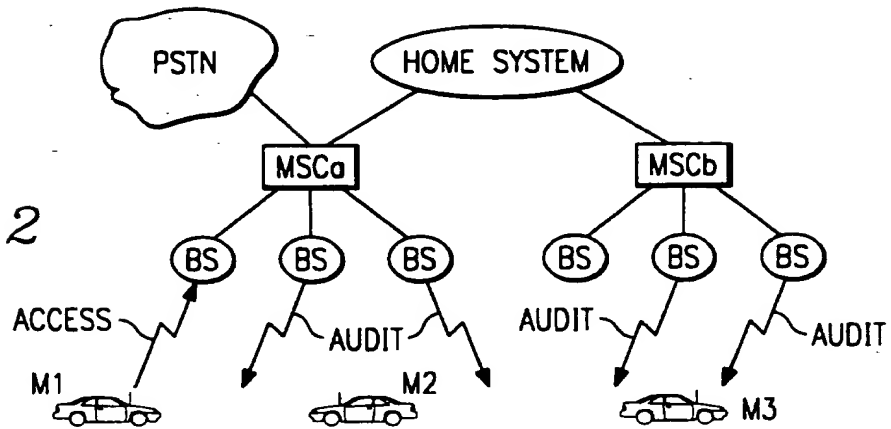 PSTN
HOME SYSTEM
MSCa
MSCb
2
BS
BS
BS
BS
BS
BS
ACCESS
AUDIT
AUDIT
AUDIT
M1
M2
M3